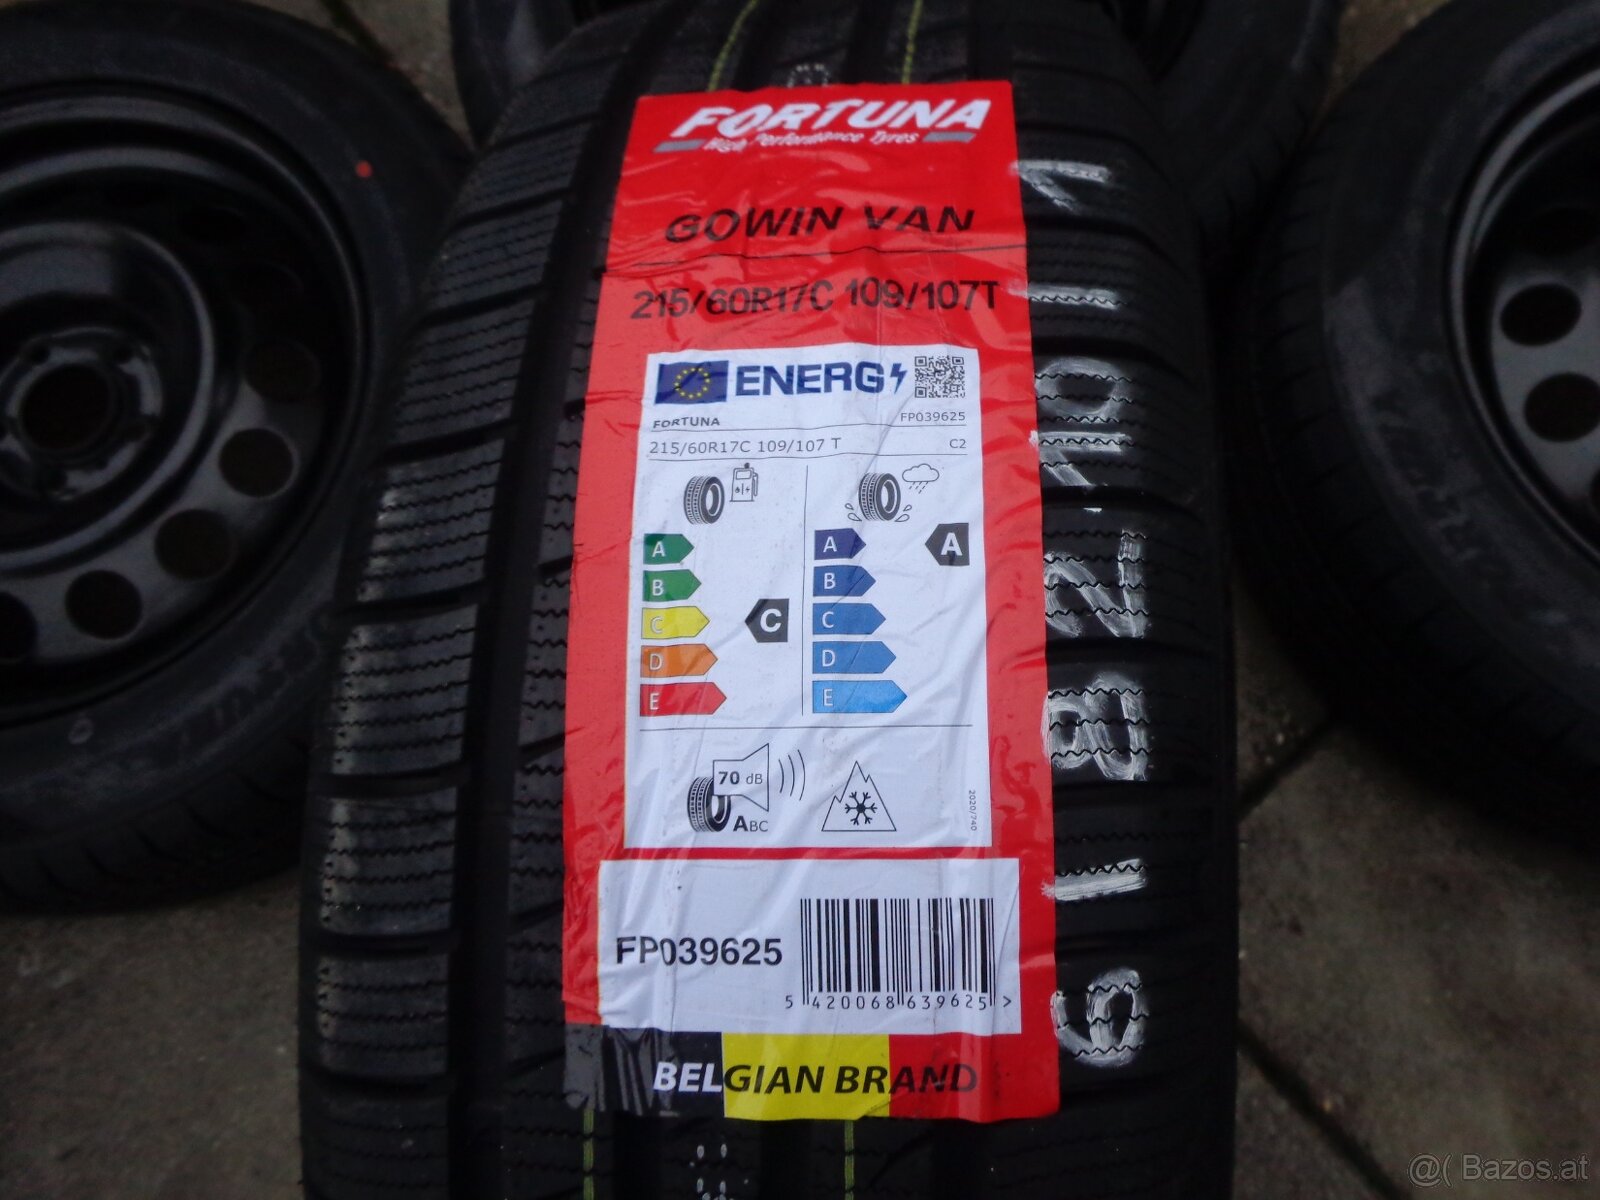 FORTUNA
High Performance Tyres
GOWIN VAN
215/60R17C 109/107T
ENERG
FORTUNA FP039625
215/60R17C 109/107 T C2
A A A
B B
C C C
D D
E E
70 dB
ABC
2020/740
FP039625
5 420068 639625 >
BELGIAN BRAND
@( Bazos.at